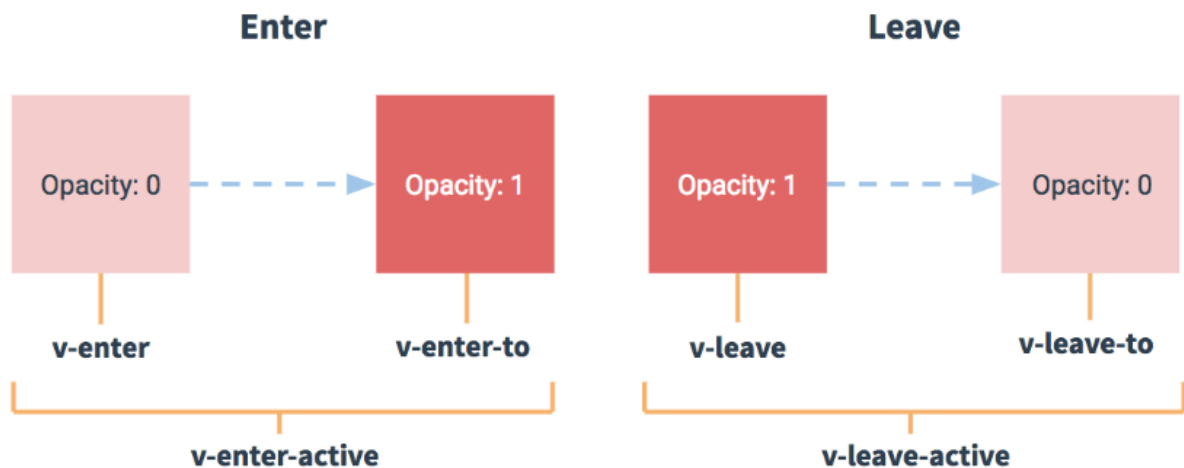 Enter
Leave
Opacity: 0
Opacity: 1
Opacity: 1
Opacity: 0
v-enter
v-enter-to
v-leave
v-leave-to
v-enter-active
v-leave-active